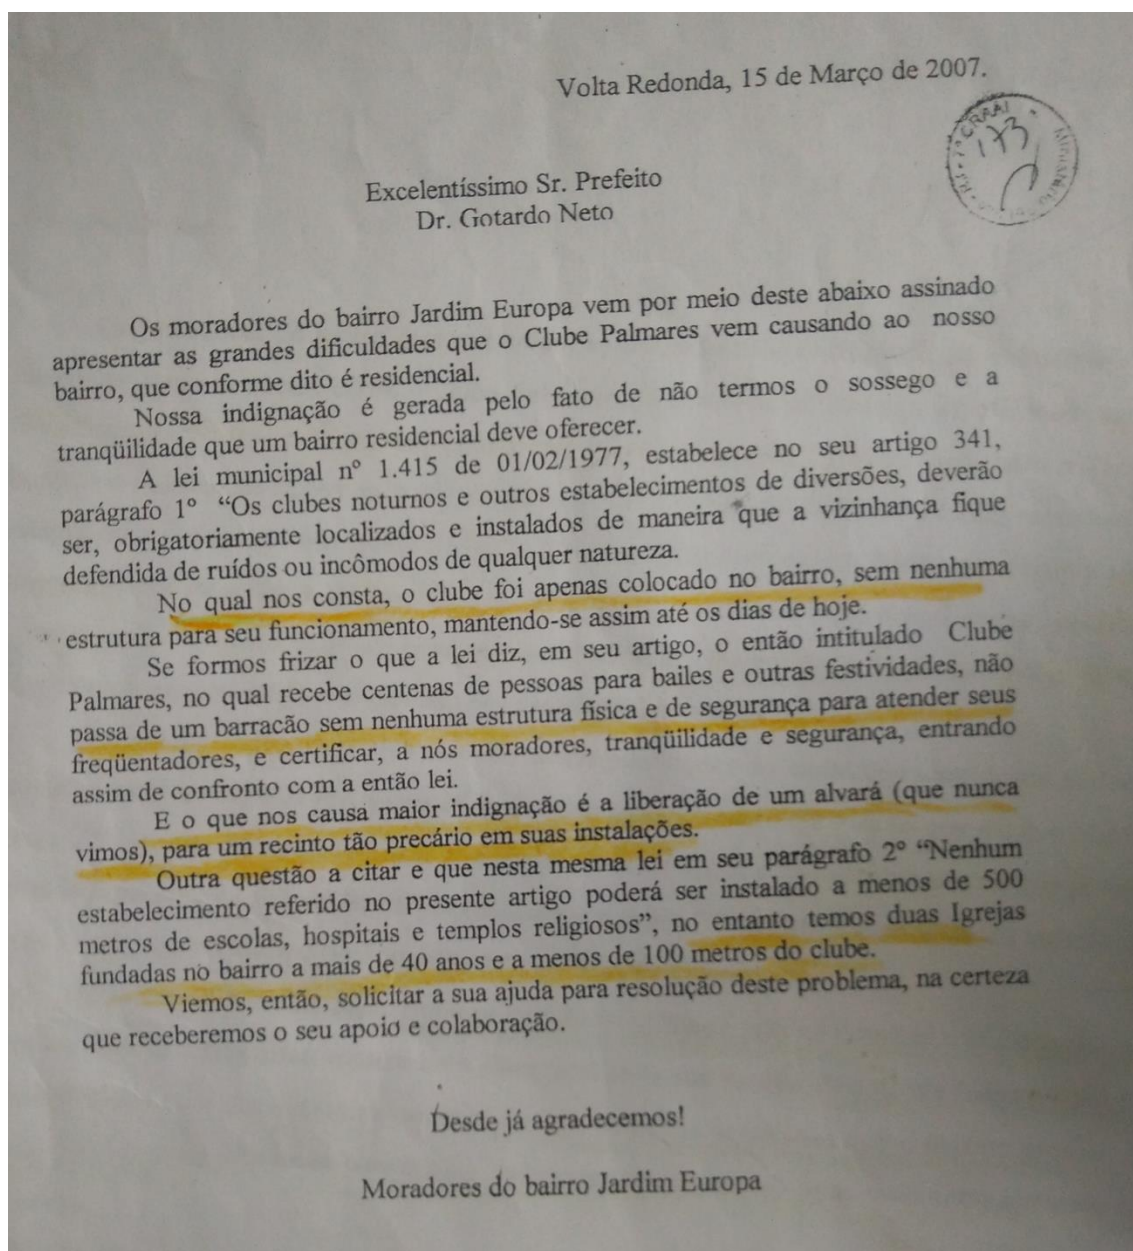 Volta Redonda, 15 de Março de 2007.
7ª CRAAI
173
Excelentíssimo Sr. Prefeito
Dr. Gotardo Neto
Os moradores do bairro Jardim Europa vem por meio deste abaixo assinado
apresentar as grandes dificuldades que o Clube Palmares vem causando ao nosso
bairro, que conforme dito é residencial.
Nossa indignação é gerada pelo fato de não termos o sossego e a
tranqüilidade que um bairro residencial deve oferecer.
A lei municipal nº 1.415 de 01/02/1977, estabelece no seu artigo 341,
parágrafo 1º “Os clubes noturnos e outros estabelecimentos de diversões, deverão
ser, obrigatoriamente localizados e instalados de maneira que a vizinhança fique
defendida de ruídos ou incômodos de qualquer natureza.
No qual nos consta, o clube foi apenas colocado no bairro, sem nenhuma
estrutura para seu funcionamento, mantendo-se assim até os dias de hoje.
Se formos frizar o que a lei diz, em seu artigo, o então intitulado Clube
Palmares, no qual recebe centenas de pessoas para bailes e outras festividades, não
passa de um barracão sem nenhuma estrutura física e de segurança para atender seus
freqüentadores, e certificar, a nós moradores, tranqüilidade e segurança, entrando
assim de confronto com a então lei.
E o que nos causa maior indignação é a liberação de um alvará (que nunca
vimos), para um recinto tão precário em suas instalações.
Outra questão a citar e que nesta mesma lei em seu parágrafo 2º “Nenhum
estabelecimento referido no presente artigo poderá ser instalado a menos de 500
metros de escolas, hospitais e templos religiosos”, no entanto temos duas Igrejas
fundadas no bairro a mais de 40 anos e a menos de 100 metros do clube.
Viemos, então, solicitar a sua ajuda para resolução deste problema, na certeza
que receberemos o seu apoio e colaboração.
Desde já agradecemos!
Moradores do bairro Jardim Europa